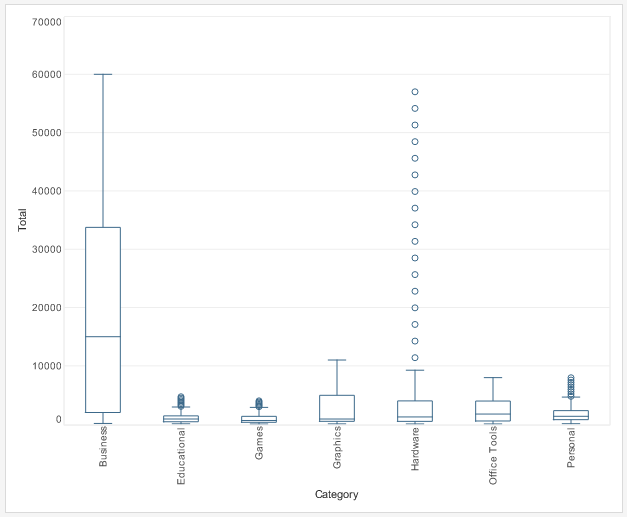 70000
60000
50000
40000
30000
20000
10000
0
Total
Business
Educational
Games
Graphics
Hardware
Office Tools
Personal
Category